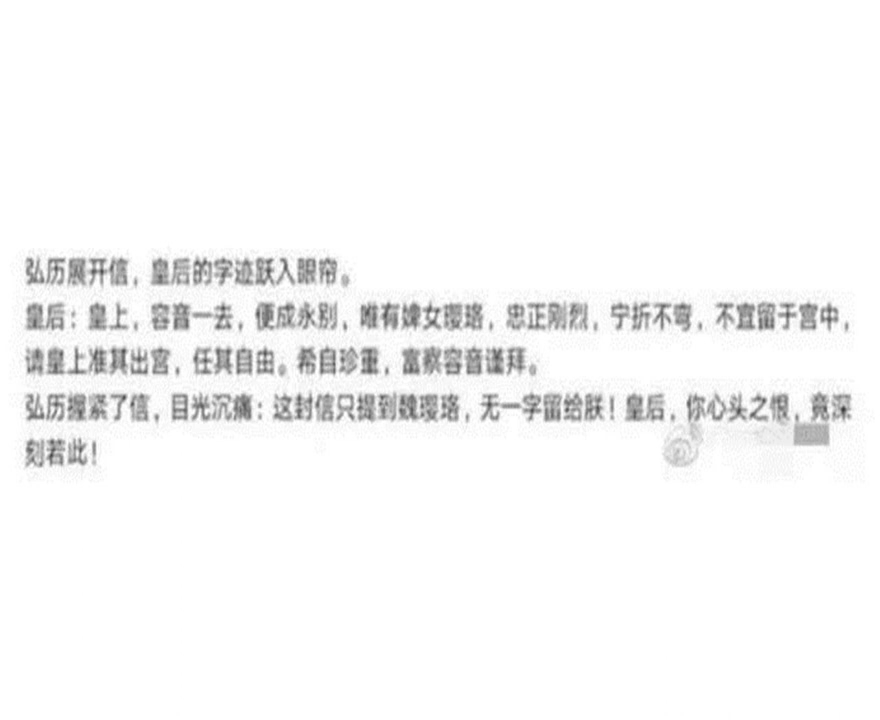 弘历展开信，皇后的字迹跃入眼帘。
皇后：皇上，容音一去，便成永别，唯有婢女璎珞，忠正刚烈，宁折不弯，不宜留于宫中，
请皇上准其出宫，任其自由。希自珍重，富察容音谨拜。
弘历握紧了信，目光沉痛：这封信只提到魏璎珞，无一字留给朕！皇后，你心头之恨，竟深
刻若此！